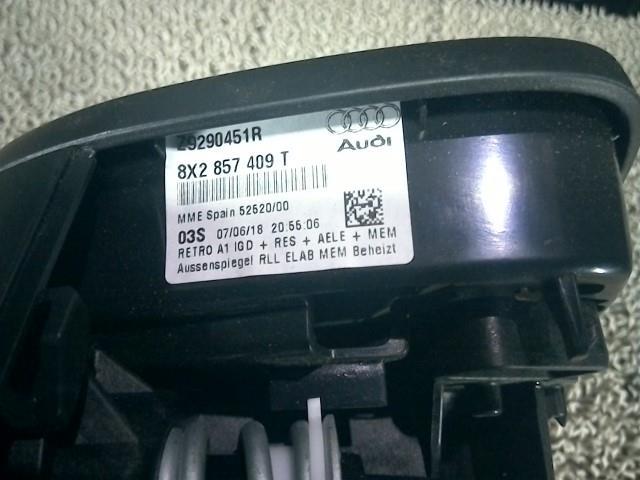 Z9290451R
Audi
8X2 857 409 T
MME Spain 52520/00
03S 07/06/18 20:55:06
RETRO A1 IGD + RES + AELE + MEM
Aussenspiegel RLL ELAB MEM Beheizt